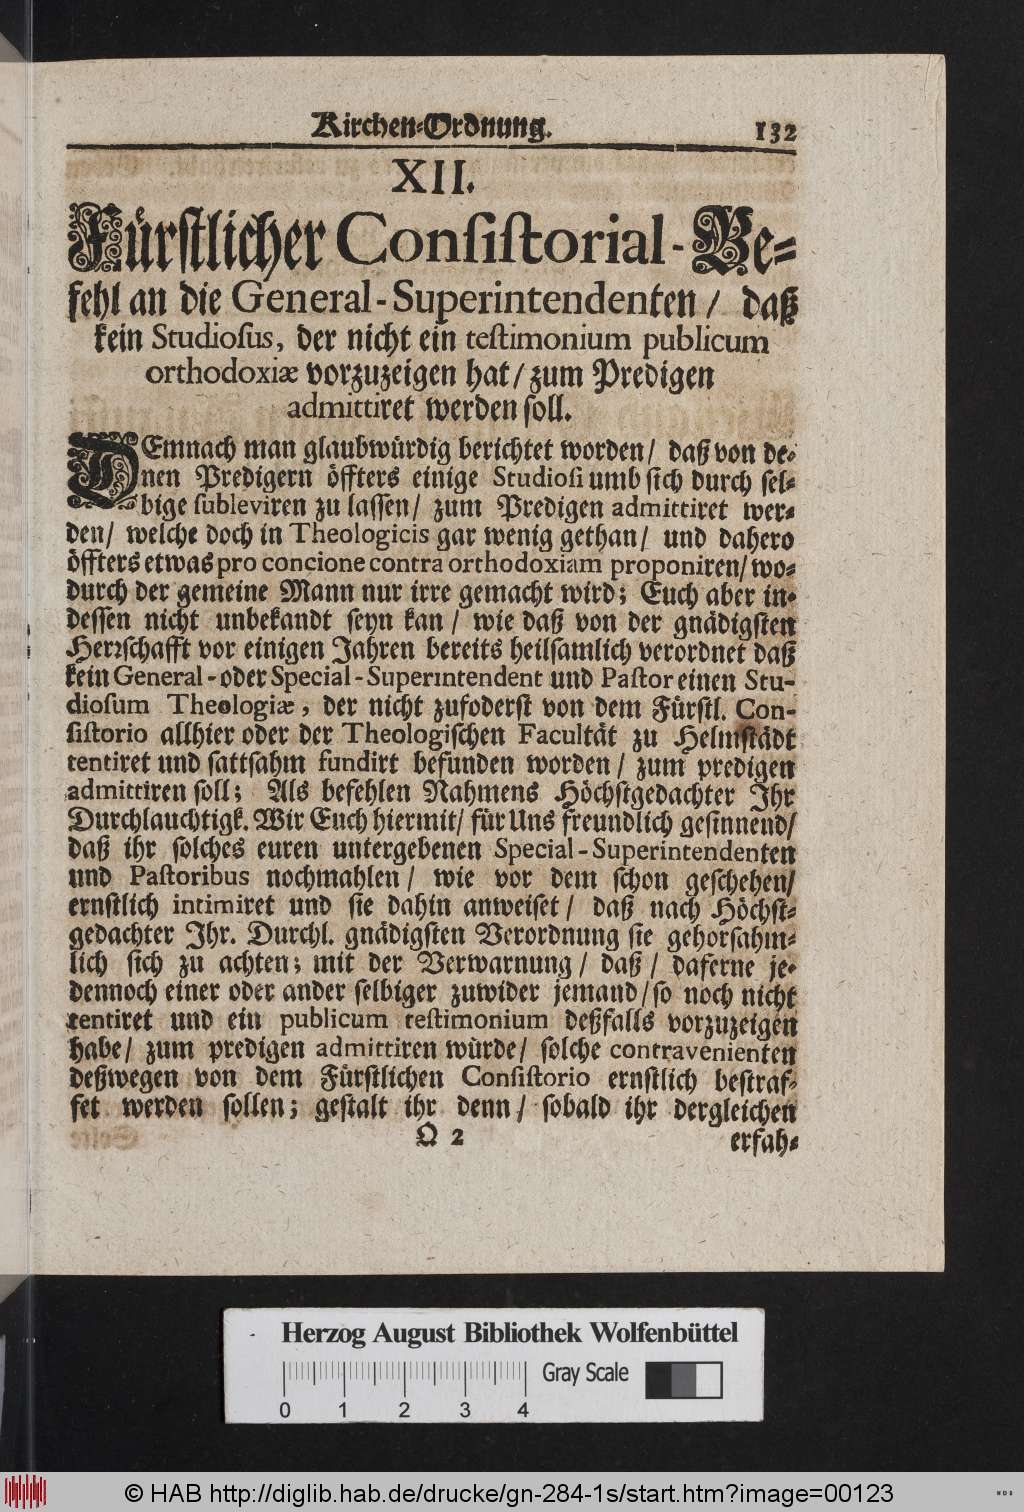 Kirchen-Ordnung. 132
XII.
Fürstlicher Consistorial-Be-
fehl an die General-Superintendenten / daß
kein Studiosus, der nicht ein testimonium publicum
orthodoxiæ vorzuzeigen hat / zum Predigen
admittiret werden soll.
DEmnach man glaubwürdig berichtet worden / daß von de-
nen Predigern öffters einige Studiosi umb sich durch sel-
bige subleviren zu lassen / zum Predigen admittiret wer-
den / welche doch in Theologicis gar wenig gethan / und dahero
öffters etwas pro concione contra orthodoxiam proponiren / wo-
durch der gemeine Mann nur irre gemacht wird; Euch aber in-
dessen nicht unbekandt seyn kan / wie daß von der gnädigsten
Herrschafft vor einigen Jahren bereits heilsamlich verordnet daß
kein General-oder Special-Superintendent und Pastor einen Stu-
diosum Theologiæ, der nicht zufoderst von dem Fürstl. Con-
sistorio allhier oder der Theologischen Facultät zu Helmstädt
tentiret und sattsahm fundirt befunden worden / zum predigen
admittiren soll; Als befehlen Nahmens Höchstgedachter Ihr
Durchlauchtigk. Wir Euch hiermit / für Uns freundlich gesinnend /
daß ihr solches euren untergebenen Special-Superintendenten
und Pastoribus nochmahlen / wie vor dem schon geschehen /
ernstlich intimiret und sie dahin anweiset / daß nach Höchst-
gedachter Ihr. Durchl. gnädigsten Verordnung sie gehorsahm-
lich sich zu achten; mit der Verwarnung / daß / daferne je-
dennoch einer oder ander selbiger zuwider jemand / so noch nicht
tentiret und ein publicum testimonium deßfalls vorzuzeigen
habe / zum predigen admittiren würde / solche contravenienten
deßwegen von dem Fürstlichen Consistorio ernstlich bestraf-
fet werden sollen; gestalt ihr denn / sobald ihr dergleichen
Q 2 erfah-
Herzog August Bibliothek Wolfenbüttel
Gray Scale
0 1 2 3 4
© HAB http://diglib.hab.de/drucke/gn-284-1s/start.htm?image=00123